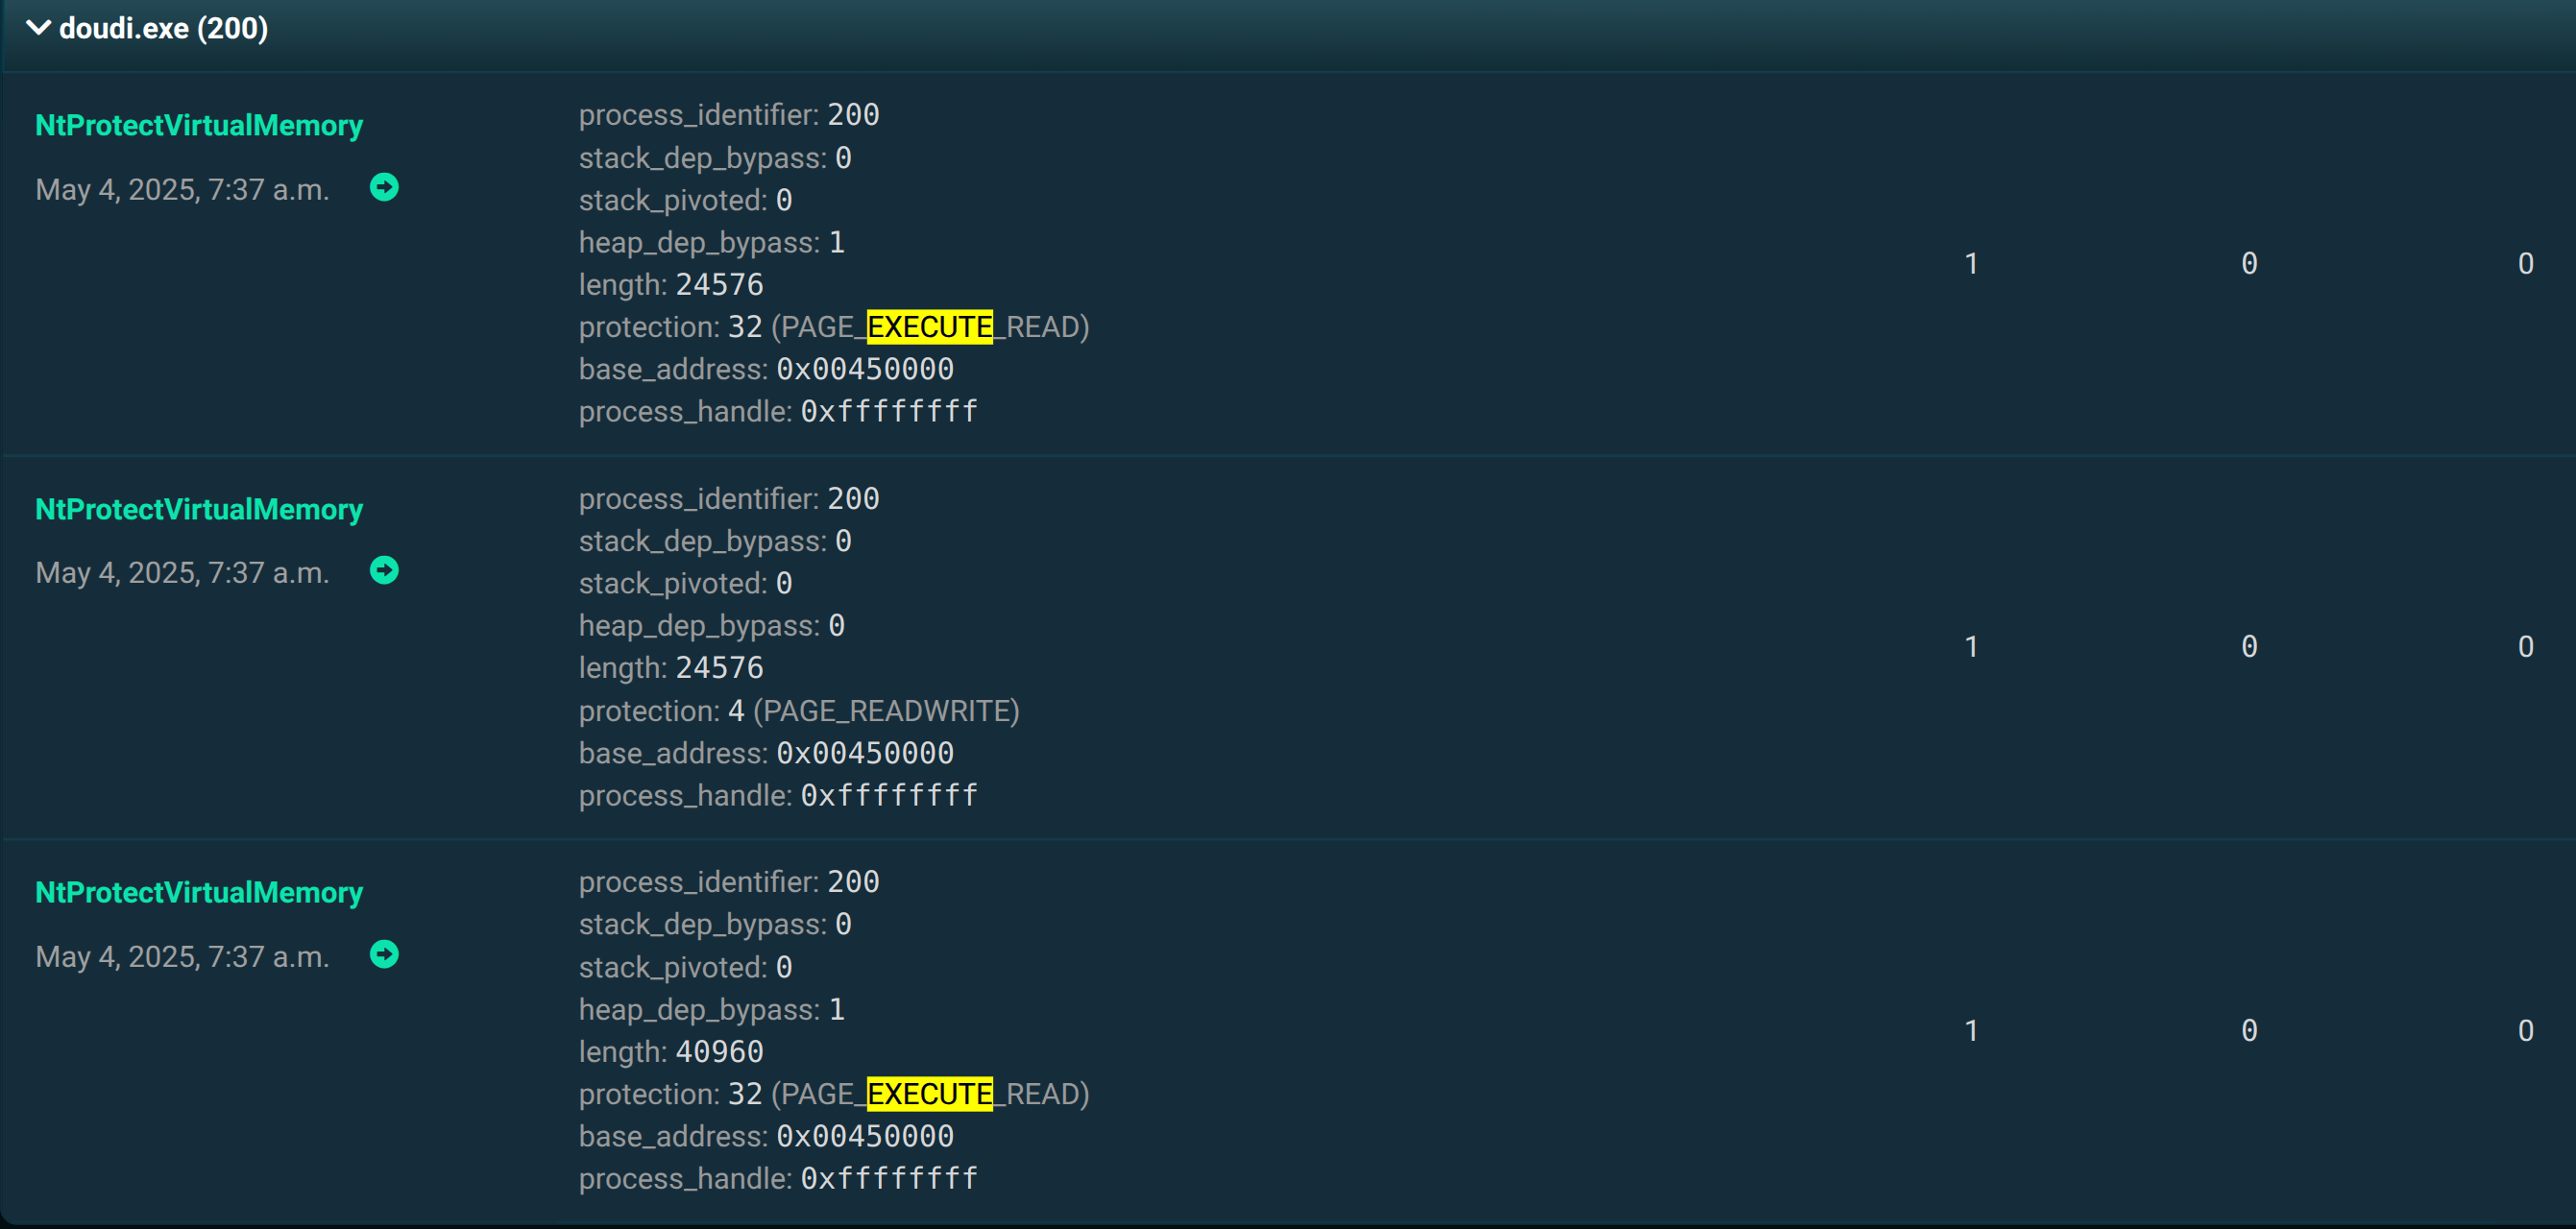 doudi.exe (200)
NtProtectVirtualMemory
May 4, 2025, 7:37 a.m.
process_identifier: 200
stack_dep_bypass: 0
stack_pivoted: 0
heap_dep_bypass: 1
length: 24576
protection: 32 (PAGE_EXECUTE_READ)
base_address: 0x00450000
process_handle: 0xffffffff
1 0 0
NtProtectVirtualMemory
May 4, 2025, 7:37 a.m.
process_identifier: 200
stack_dep_bypass: 0
stack_pivoted: 0
heap_dep_bypass: 0
length: 24576
protection: 4 (PAGE_READWRITE)
base_address: 0x00450000
process_handle: 0xffffffff
1 0 0
NtProtectVirtualMemory
May 4, 2025, 7:37 a.m.
process_identifier: 200
stack_dep_bypass: 0
stack_pivoted: 0
heap_dep_bypass: 1
length: 40960
protection: 32 (PAGE_EXECUTE_READ)
base_address: 0x00450000
process_handle: 0xffffffff
1 0 0